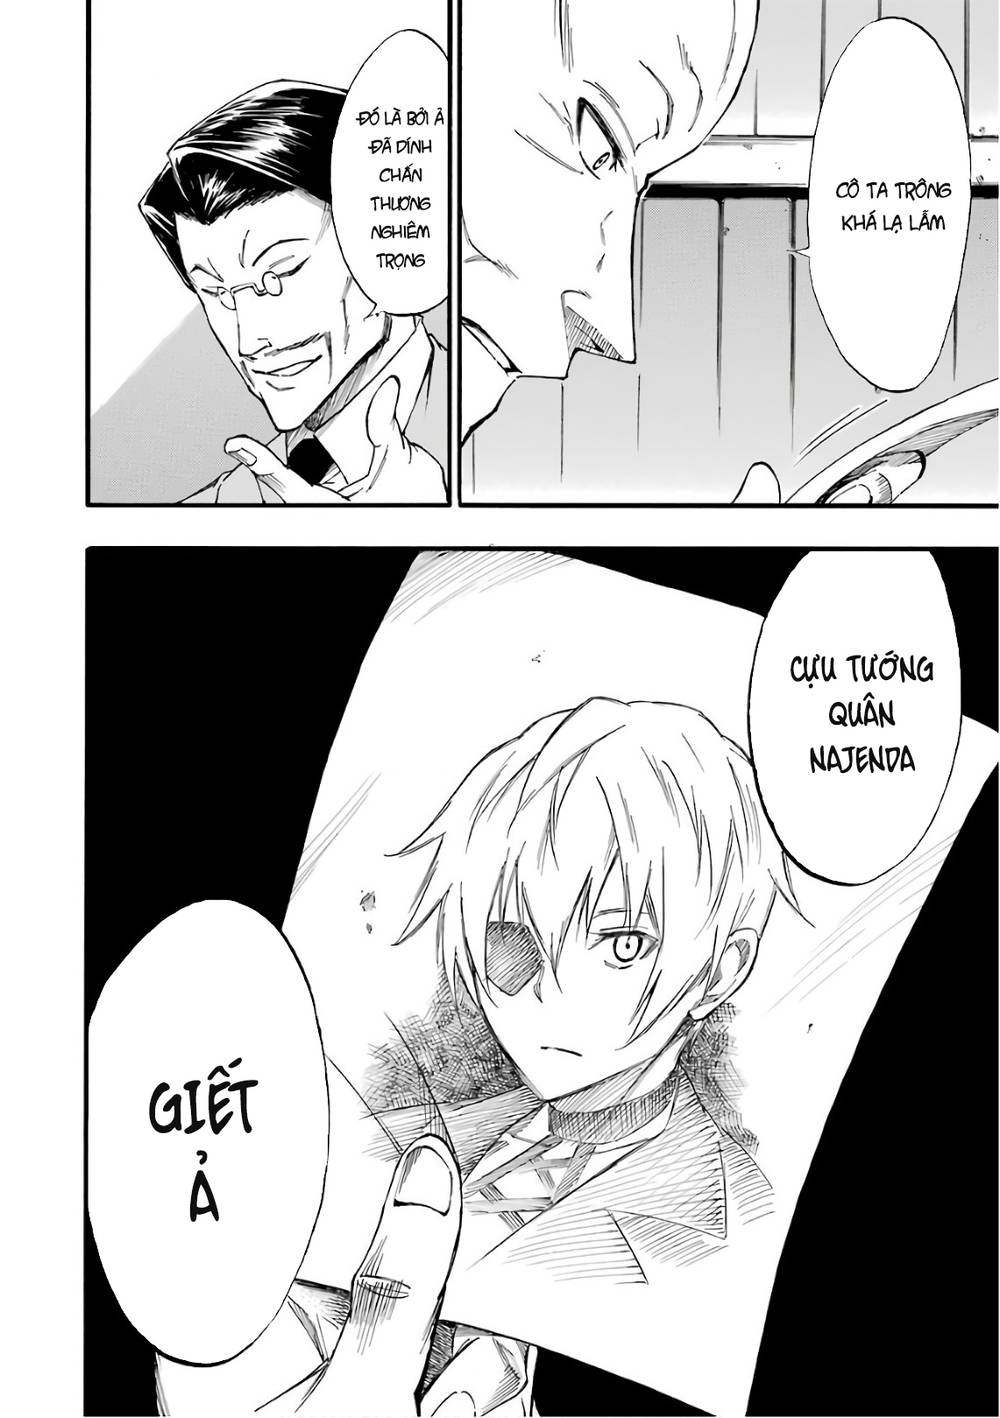 CÔ TA TRÔNG
KHÁ LẠ LẪM
ĐÓ LÀ BỞI Ả
ĐÃ DÍNH
CHẤN
THƯƠNG
NGHIÊM
TRỌNG
CỰU TƯỚNG
QUÂN
NAJENDA
GIẾT
Ả